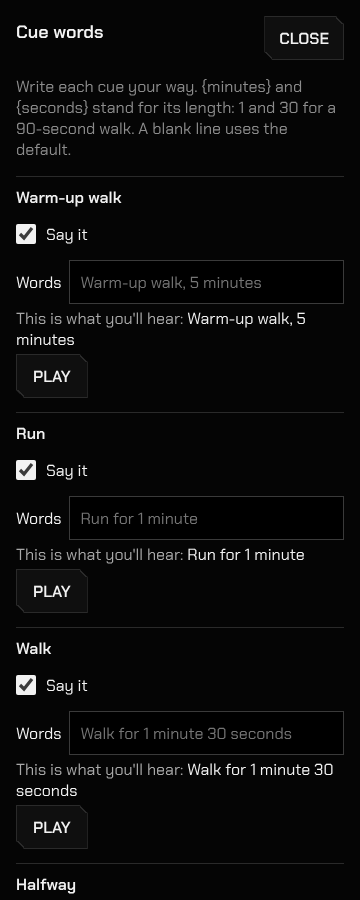 Cue words
CLOSE
Write each cue your way. {minutes} and
{seconds} stand for its length: 1 and 30 for a
90-second walk. A blank line uses the
default.
Warm-up walk
Say it
Words
Warm-up walk, 5 minutes
This is what you'll hear: Warm-up walk, 5
minutes
PLAY
Run
Say it
Words
Run for 1 minute
This is what you'll hear: Run for 1 minute
PLAY
Walk
Say it
Words
Walk for 1 minute 30 seconds
This is what you'll hear: Walk for 1 minute 30
seconds
PLAY
Halfway